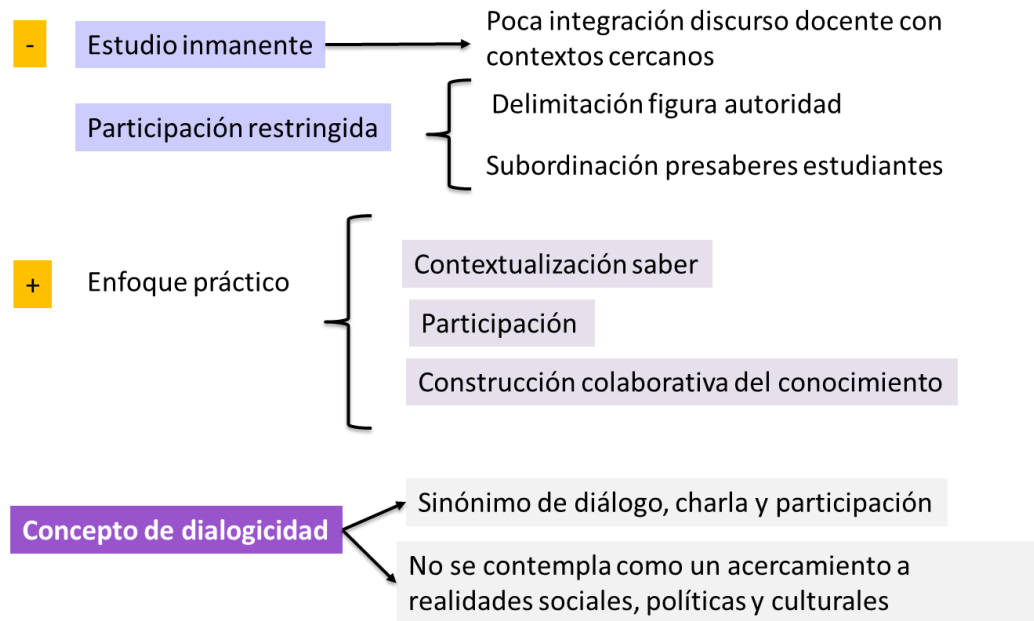 -
Estudio inmanente
Poca integración discurso docente con
contextos cercanos
Participación restringida
Delimitación figura autoridad
Subordinación presaberes estudiantes
+
Enfoque práctico
Contextualización saber
Participación
Construcción colaborativa del conocimiento
Concepto de dialogicidad
Sinónimo de diálogo, charla y participación
No se contempla como un acercamiento a
realidades sociales, políticas y culturales